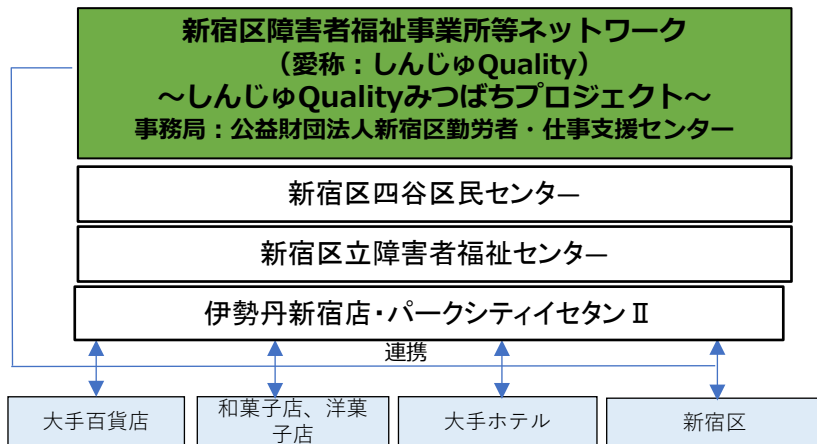 新宿区障害者福祉事業所等ネットワーク
（愛称：しんじゅQuality）
～しんじゅQualityみつばちプロジェクト～
事務局：公益財団法人新宿区勤労者・仕事支援センター
新宿区四谷区民センタ―
新宿区立障害者福祉センタ―
伊勢丹新宿店・パークシティイセタンⅡ
連携
大手百貨店
和菓子店、洋菓
子店
大手ホテル
新宿区